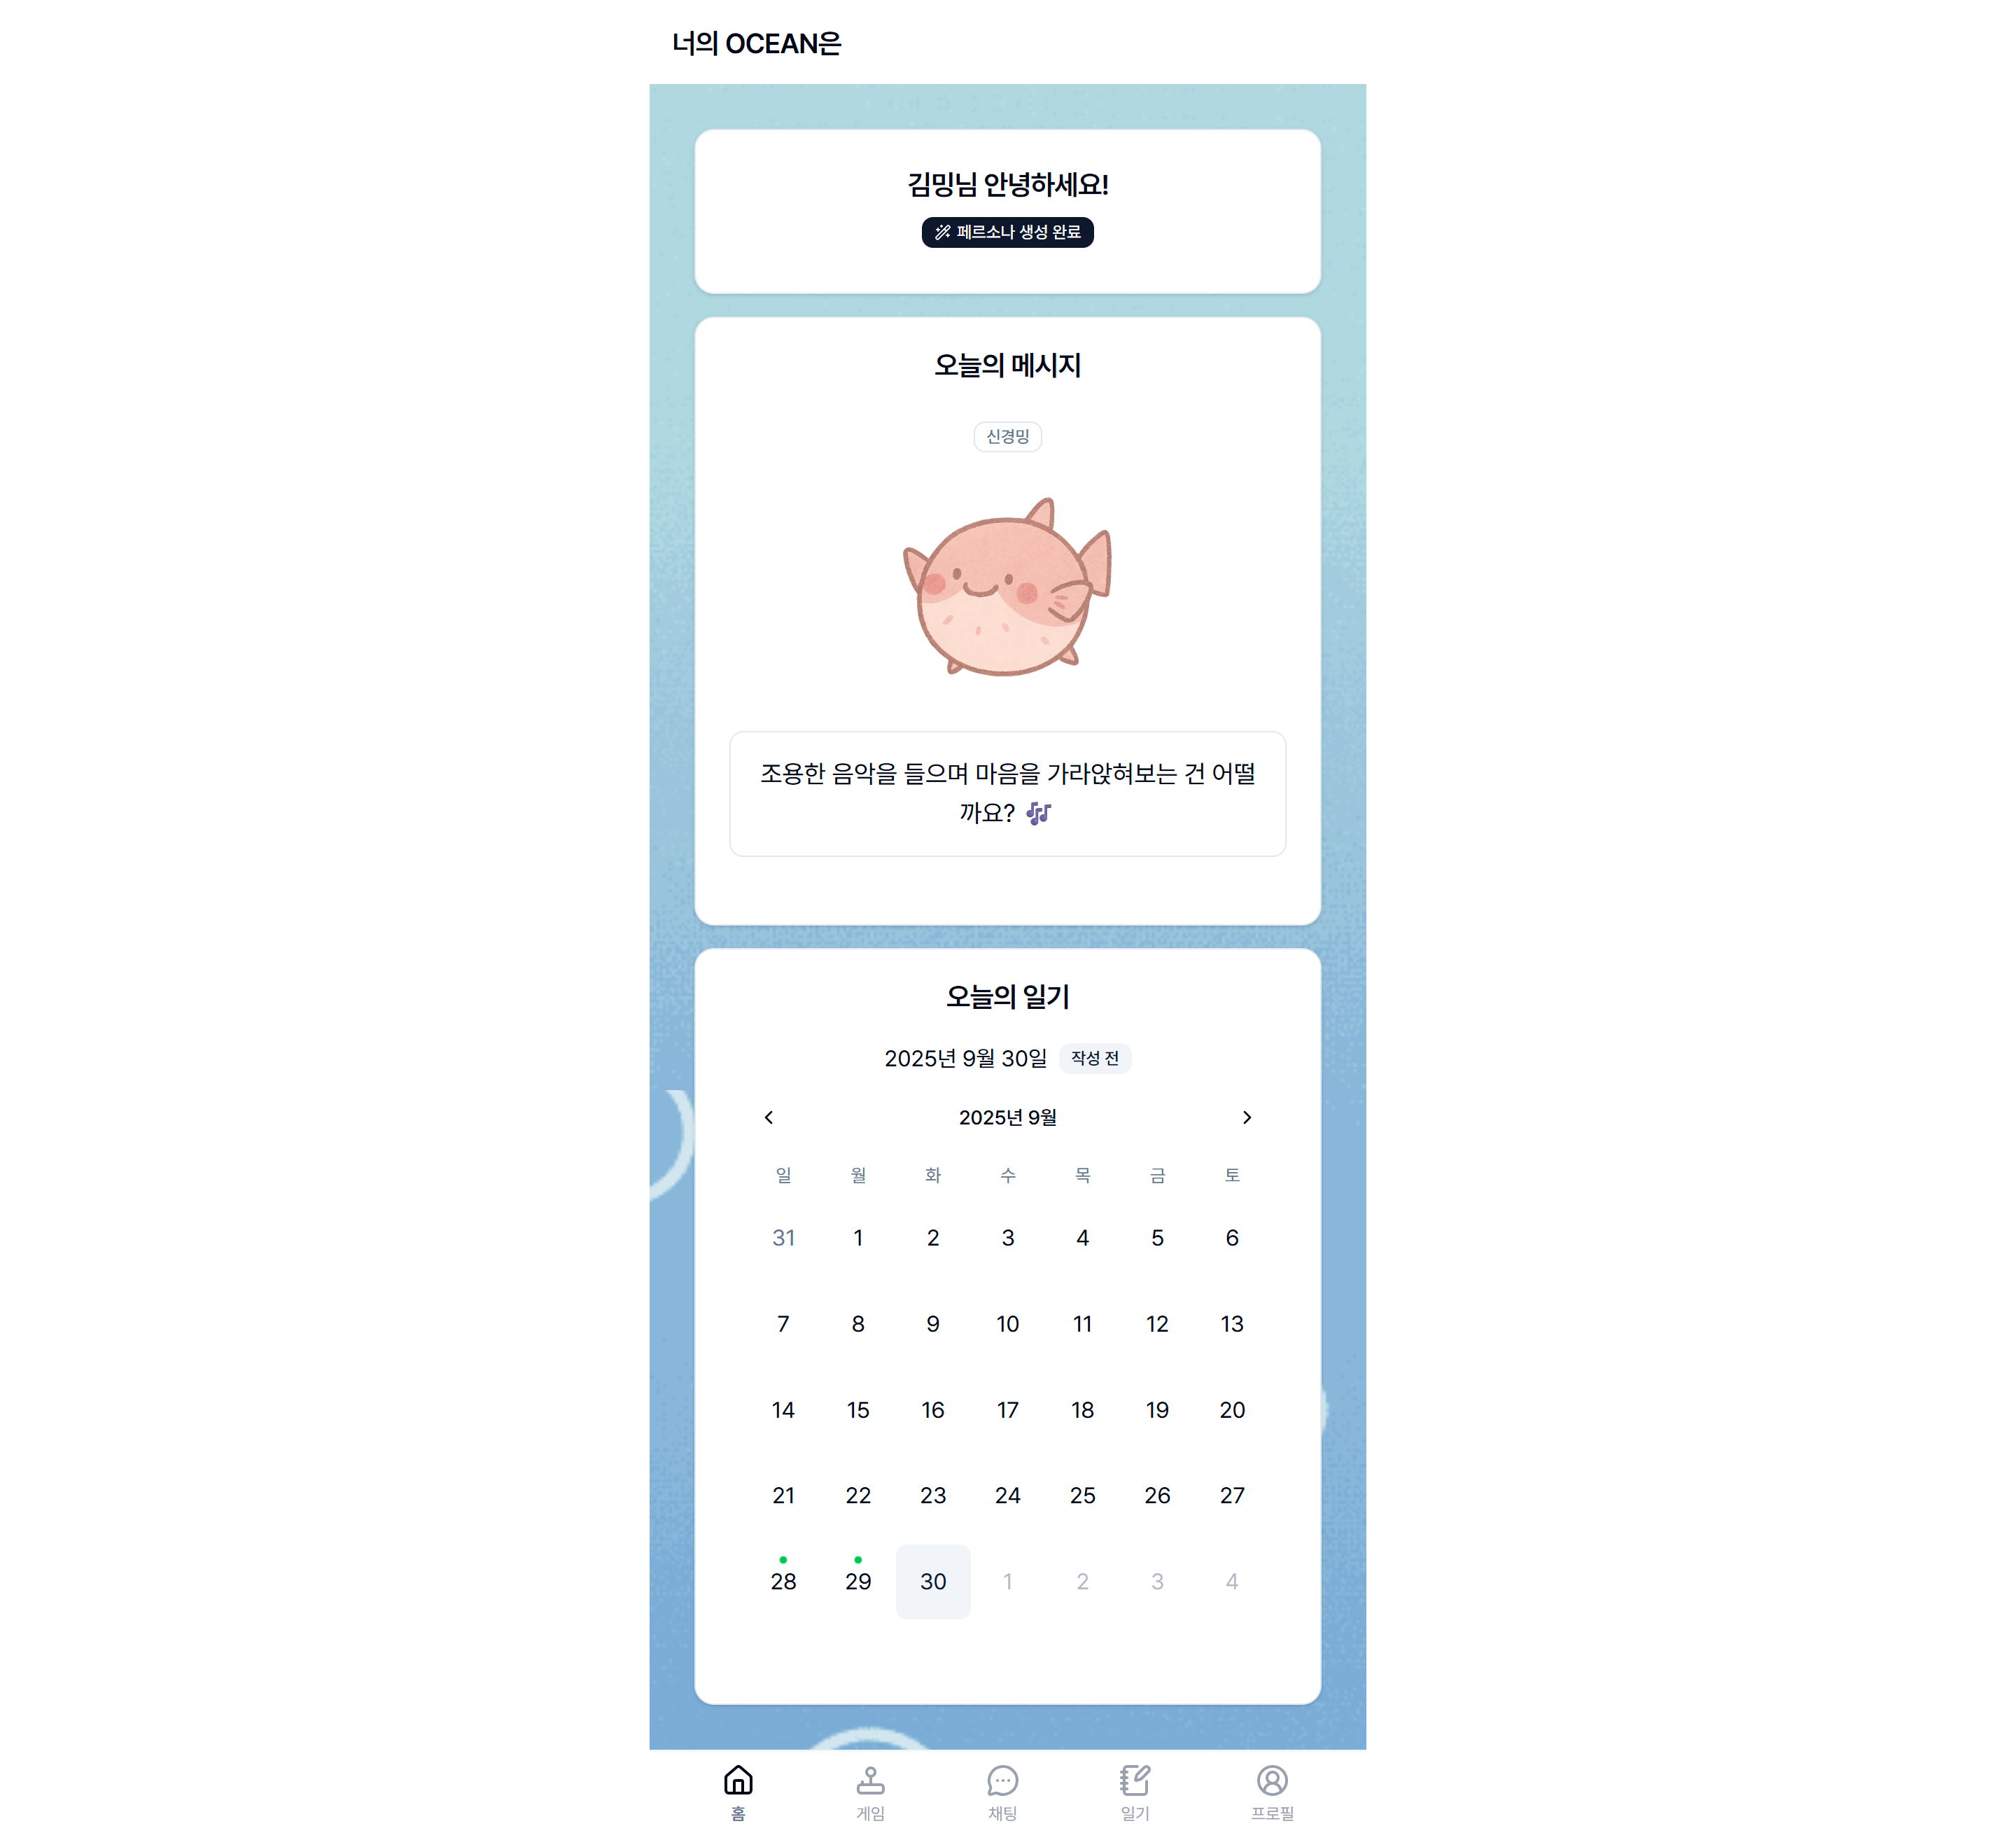 너의 OCEAN은
김밍님 안녕하세요!
페르소나 생성 완료
오늘의 메시지
신경밍
조용한 음악을 들으며 마음을 가라앉혀보는 건 어떨
까요? 🎶
오늘의 일기
2025년 9월 30일 작성 전
2025년 9월
일 월 화 수 목 금 토
31 1 2 3 4 5 6
7 8 9 10 11 12 13
14 15 16 17 18 19 20
21 22 23 24 25 26 27
28 29 30 1 2 3 4
홈 게임 채팅 일기 프로필